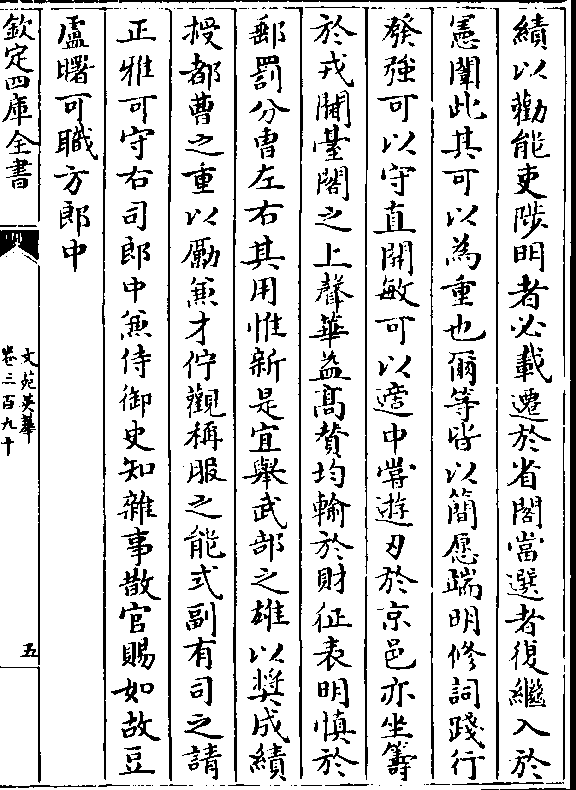 績以勸能吏陟明者必載遷於省閣當選者復繼入於
憲闈此其可以為重也爾等皆以簡愿端明修詞踐行
發強可以守直開敏可以適中嘗遊刃於京邑亦坐籌
於戎閫臺閣之上聲華益髙賛均輸於財征表明慎於
郵罰分曹左右其用惟新是宜舉武部之雄以奬成績
授都曹之重以勵兼才佇觀稱服之能式副有司之請
正雅可守右司郎中兼侍御史知雜事散官賜如故豆
盧曙可職方郎中
欽定四庫全書
文苑英華
卷三百九十
五